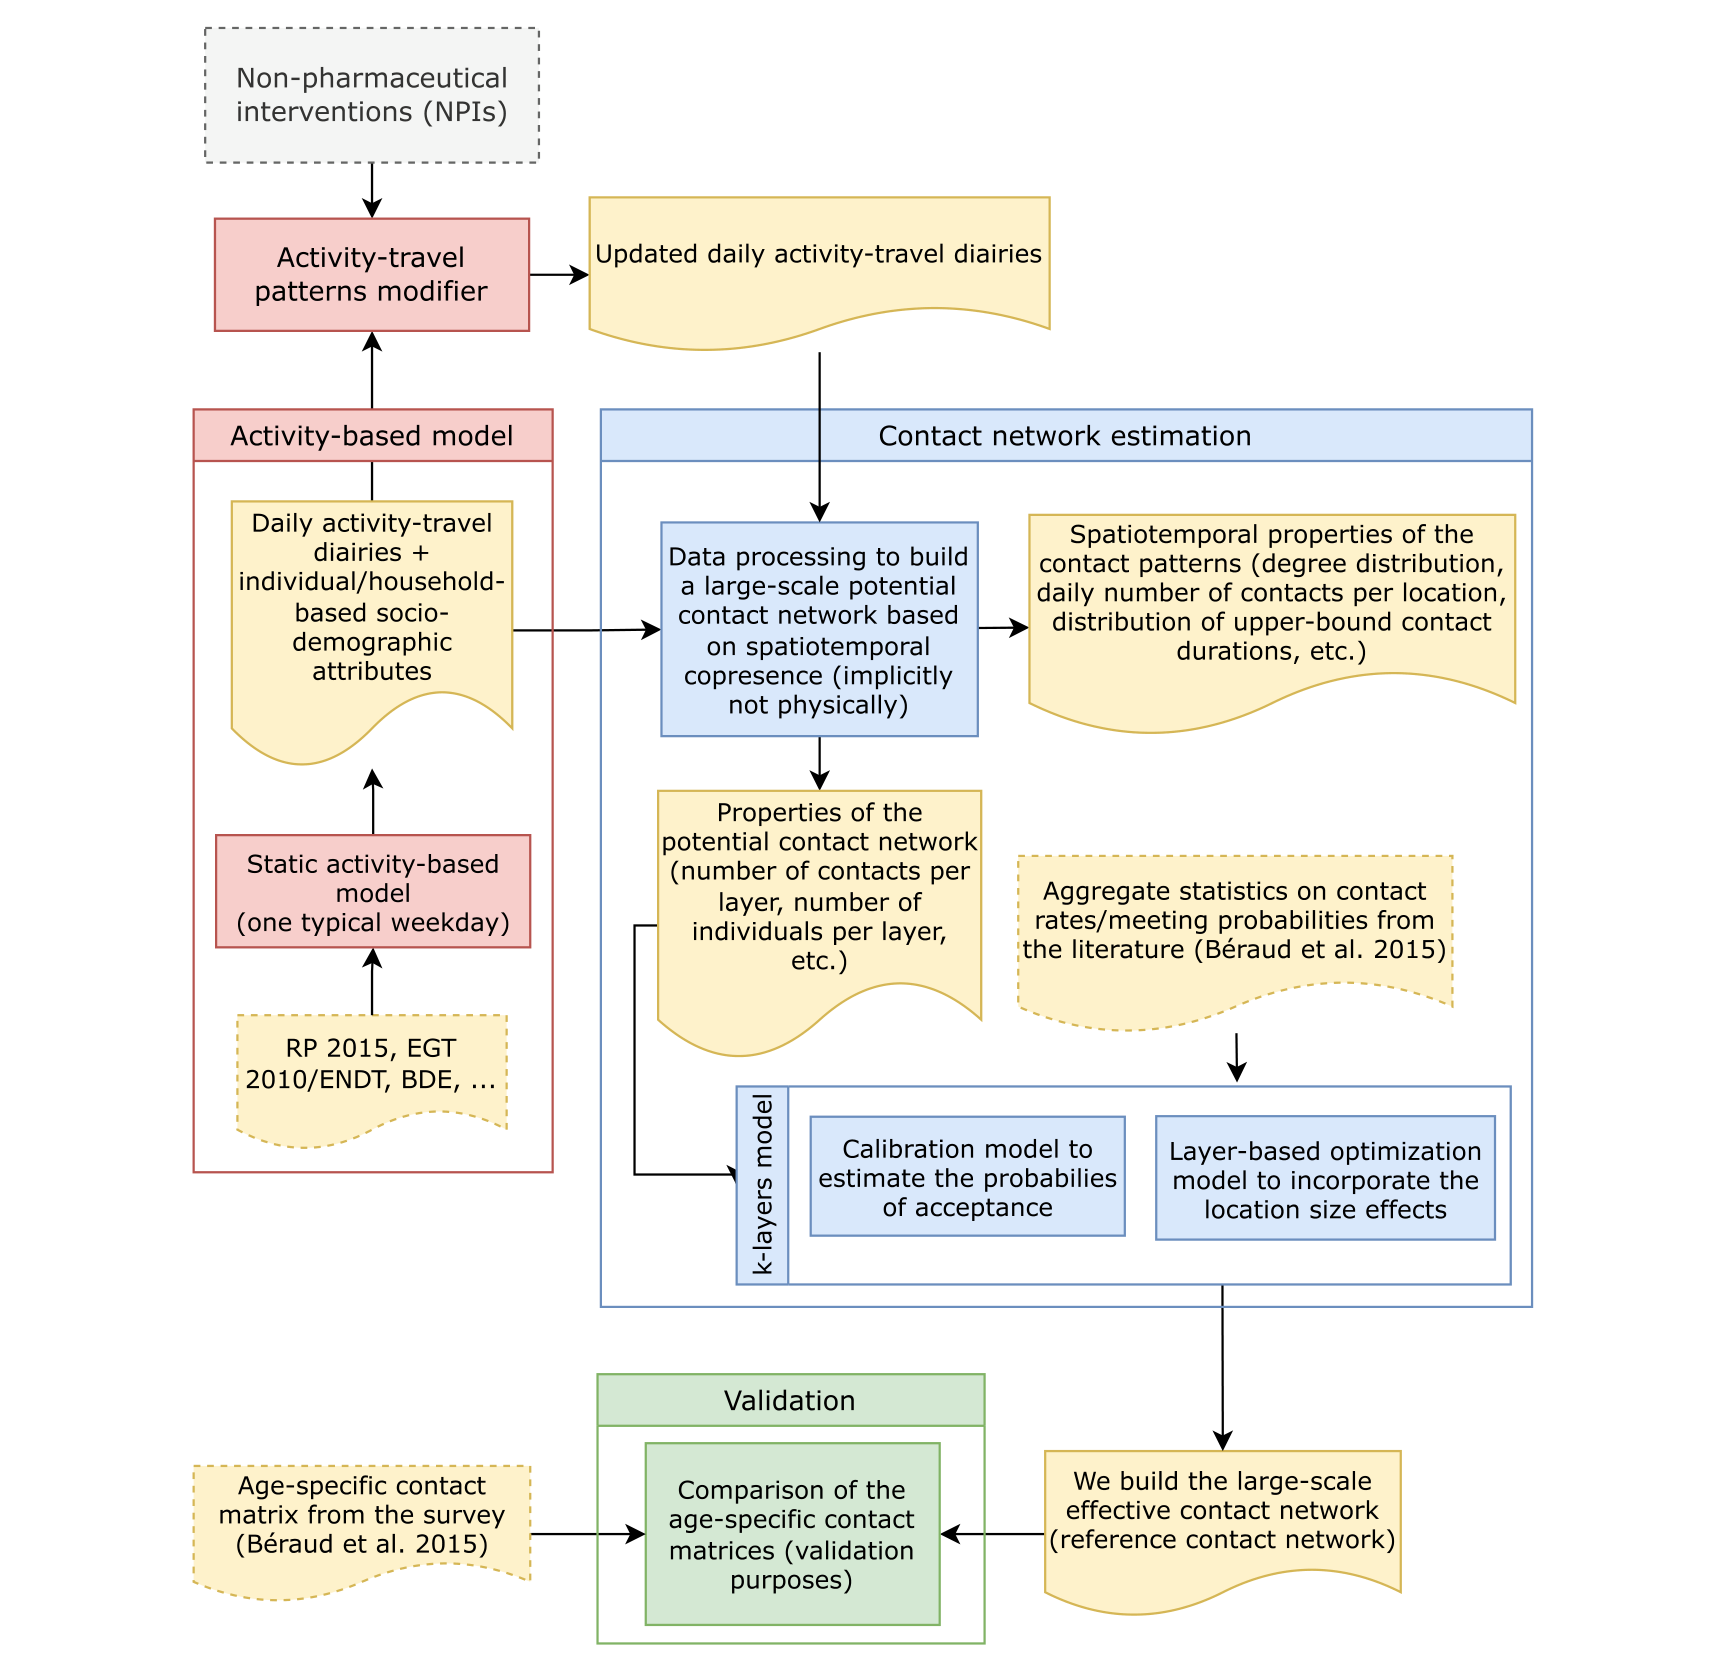 Non-pharmaceutical
interventions (NPIs)
Activity-travel
patterns modifier
Updated daily activity-travel diairies
Activity-based model
Daily activity-travel
diairies +
individual/household-
based socio-
demographic
attributes
Static activity-based
model
(one typical weekday)
RP 2015, EGT
2010/ENDT, BDE, ...
Contact network estimation
Data processing to build
a large-scale potential
contact network based
on spatiotemporal
copresence (implicitly
not physically)
Spatiotemporal properties of the
contact patterns (degree distribution,
daily number of contacts per location,
distribution of upper-bound contact
durations, etc.)
Properties of the
potential contact network
(number of contacts per
layer, number of
individuals per layer,
etc.)
Aggregate statistics on contact
rates/meeting probabilities from
the literature (Béraud et al. 2015)
k-layers model
Calibration model to
estimate the probabilies
of acceptance
Layer-based optimization
model to incorporate the
location size effects
Validation
Age-specific contact
matrix from the survey
(Béraud et al. 2015)
Comparison of the
age-specific contact
matrices (validation
purposes)
We build the large-scale
effective contact network
(reference contact network)